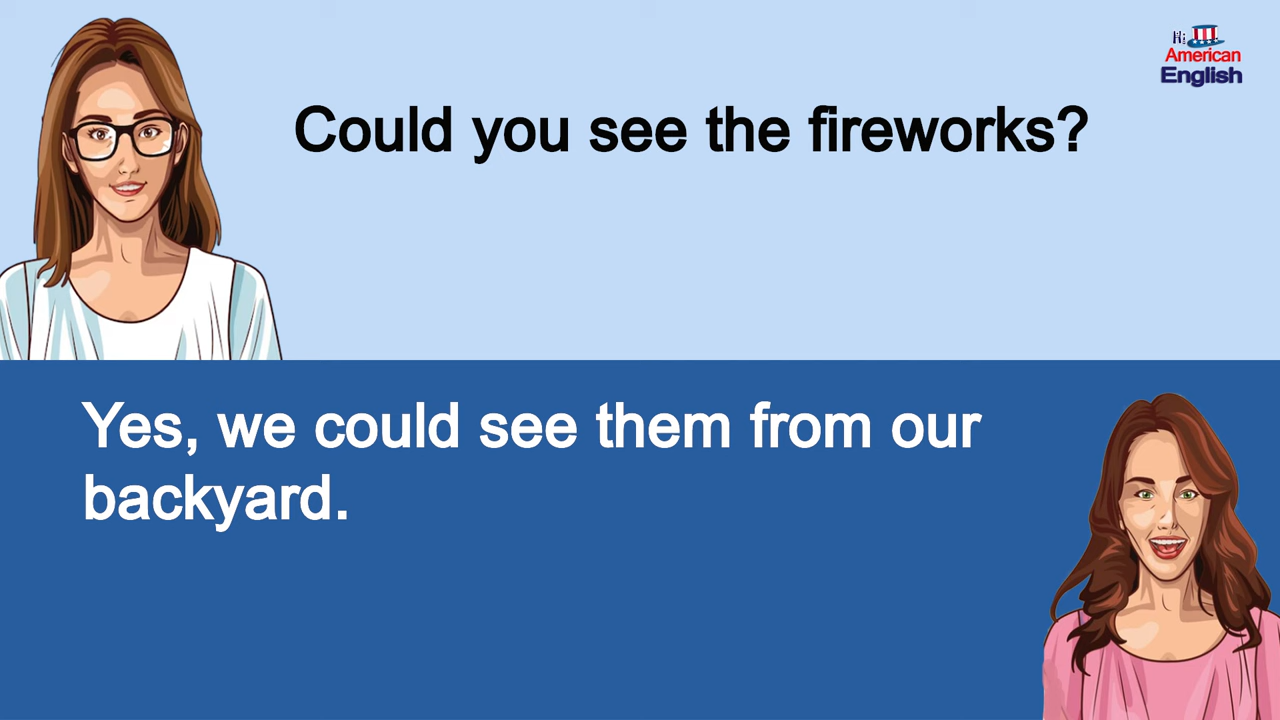 Hi
American
English
Could you see the fireworks?
Yes, we could see them from our
backyard.